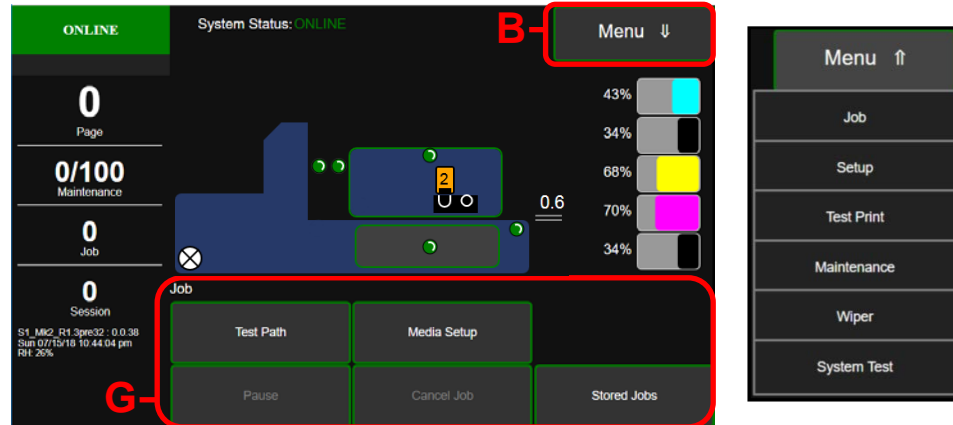 ONLINE
System Status: ONLINE
B
Menu ⇓
0
Page
0/100
Maintenance
0
Job
0
Session
S1_Mk2_R1.3pre32 : 0.0.38
Sun 07/15/18 10:44:04 pm
RH: 26%
2
0.6
43%
34%
68%
70%
34%
G
Job
Test Path
Media Setup
Pause
Cancel Job
Stored Jobs
Menu ⇑
Job
Setup
Test Print
Maintenance
Wiper
System Test